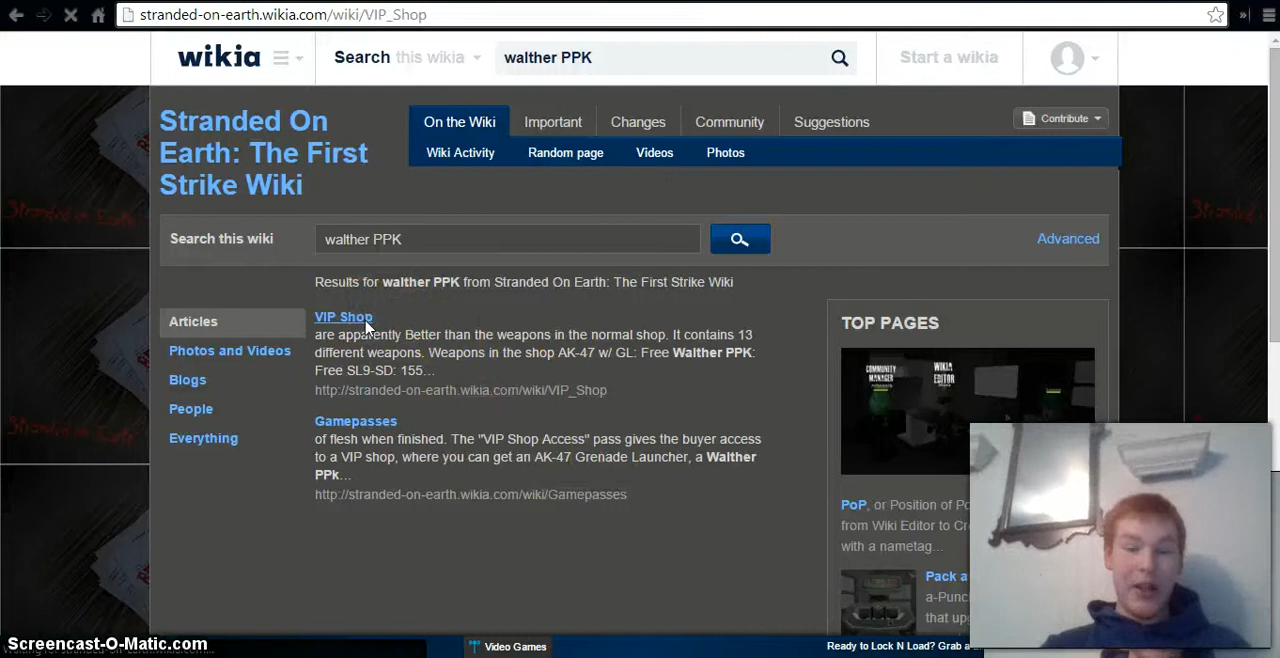 stranded-on-earth.wikia.com/wiki/VIP_Shop
wikia
Search this wikia
walther PPK
Start a wikia
Stranded On
Earth: The First
Strike Wiki
On the Wiki
Important
Changes
Community
Suggestions
Contribute
Wiki Activity
Random page
Videos
Photos
Search this wiki
walther PPK
Advanced
Results for walther PPK from Stranded On Earth: The First Strike Wiki
Articles
Photos and Videos
Blogs
People
Everything
VIP Shop
are apparently Better than the weapons in the normal shop. It contains 13
different weapons. Weapons in the shop AK-47 w/ GL: Free Walther PPK:
Free SL9-SD: 155...
http://stranded-on-earth.wikia.com/wiki/VIP_Shop
Gamepasses
of flesh when finished. The "VIP Shop Access" pass gives the buyer access
to a VIP shop, where you can get an AK-47 Grenade Launcher, a Walther
PPk...
http://stranded-on-earth.wikia.com/wiki/Gamepasses
TOP PAGES
COMMUNITY
MANAGER
WIKIA
EDITOR
PoP, or Position of Po
from Wiki Editor to Cre
with a nametag...
Pack a
a-Punc
that upg
Screencast-O-Matic.com
Video Games
Ready to Lock N Load? Grab a